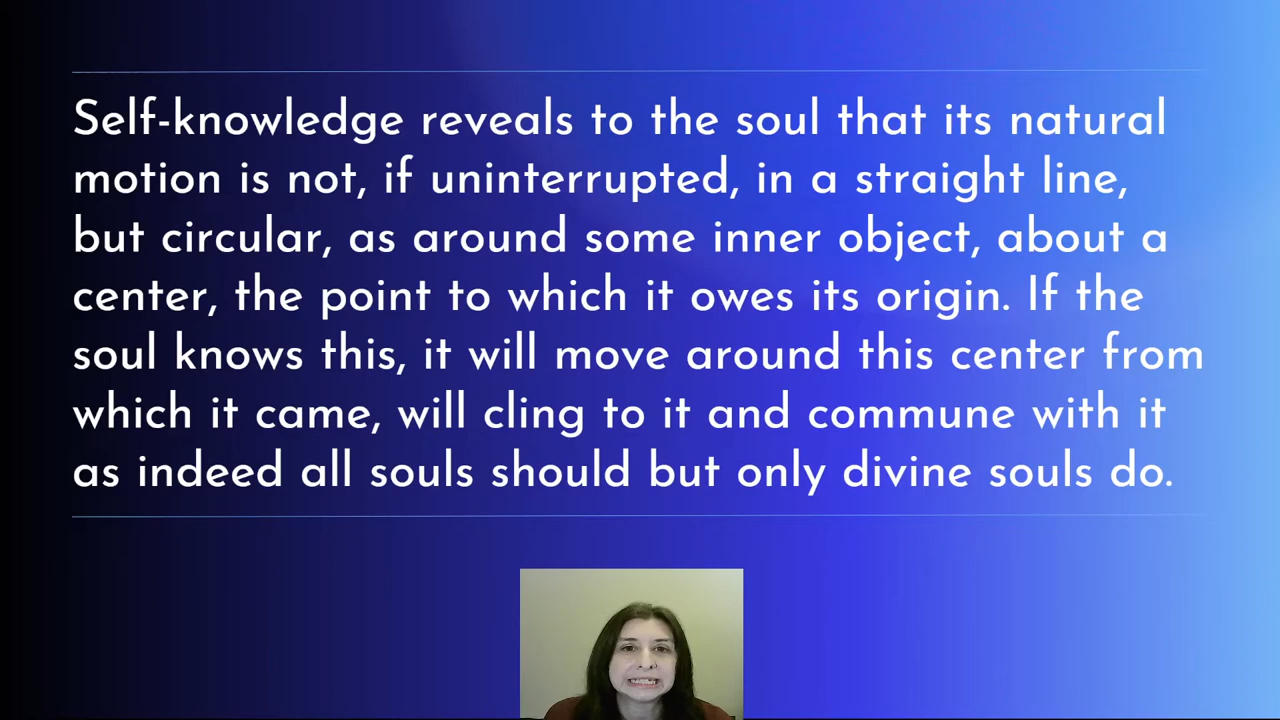 Self-knowledge reveals to the soul that its natural
motion is not, if uninterrupted, in a straight line,
but circular, as around some inner object, about a
center, the point to which it owes its origin. If the
soul knows this, it will move around this center from
which it came, will cling to it and commune with it
as indeed all souls should but only divine souls do.